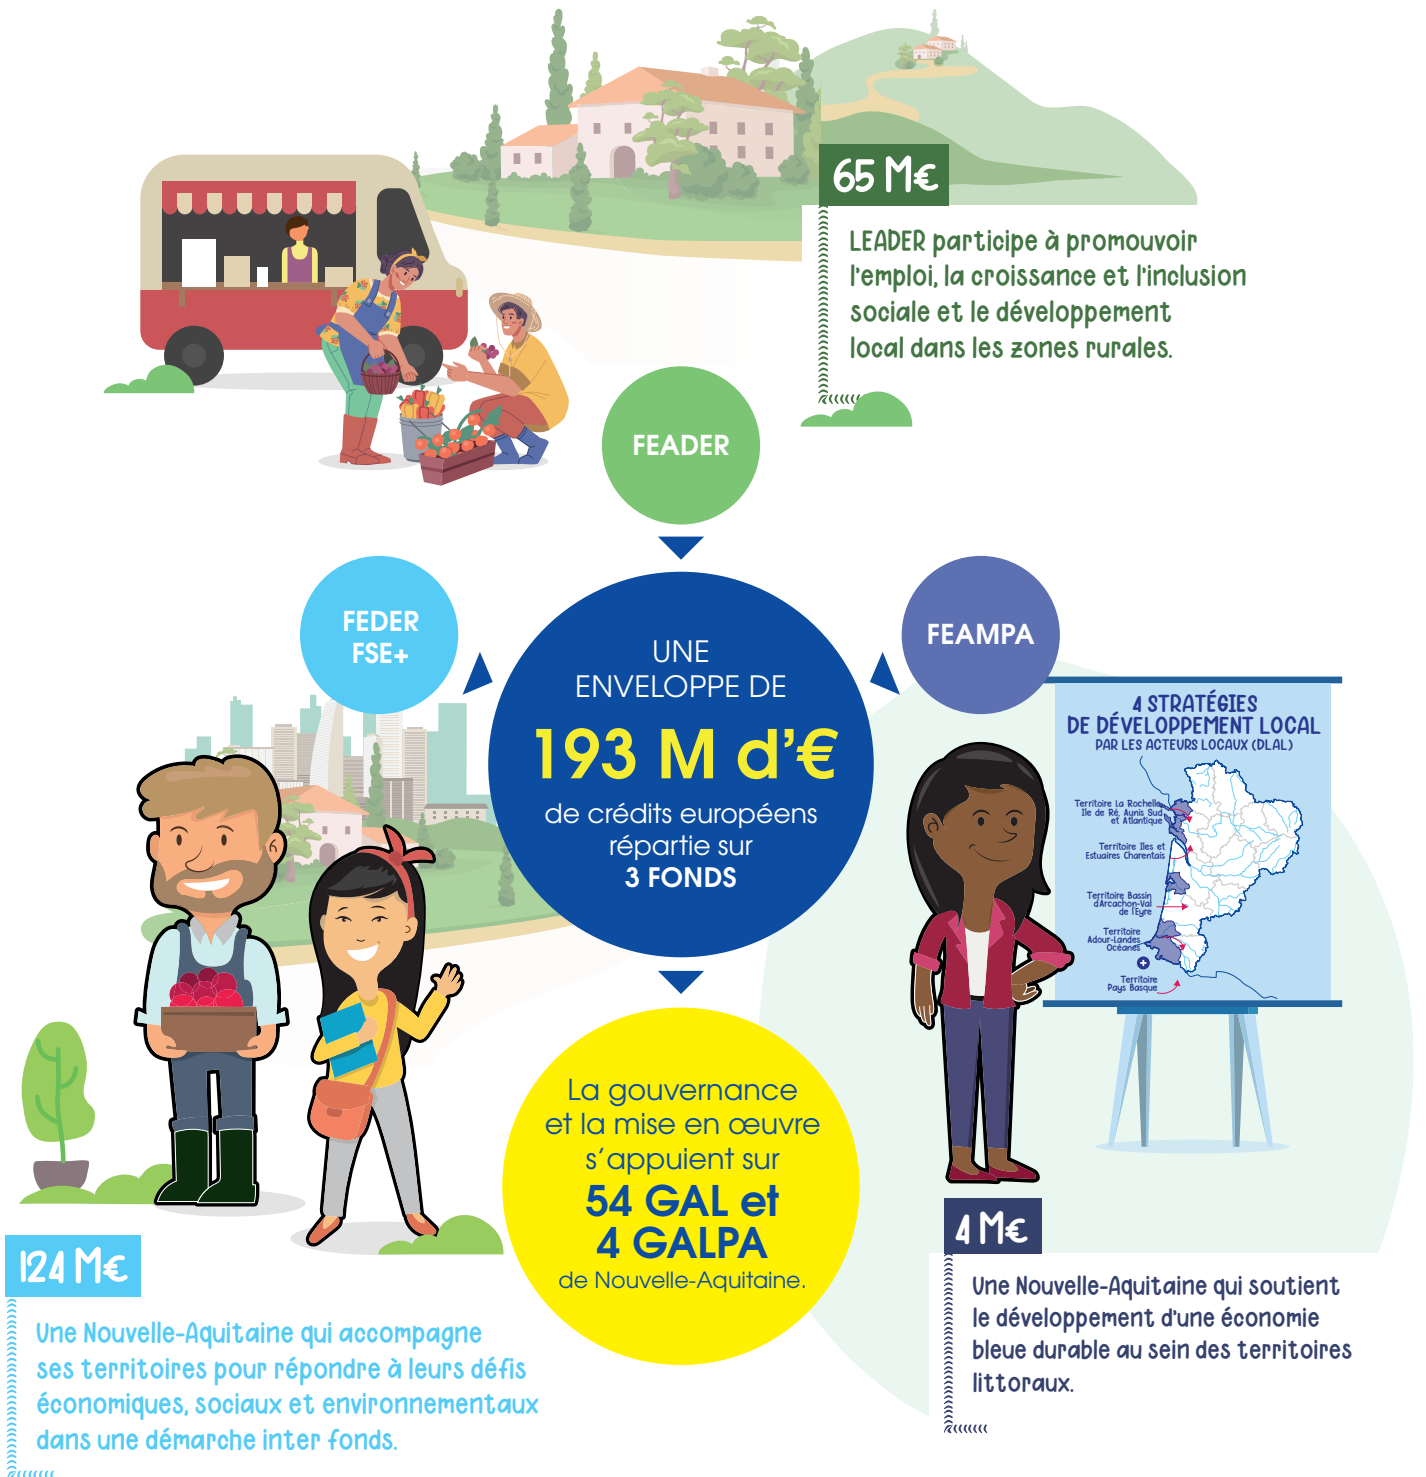 65 M€
LEADER participe à promouvoir
l'emploi, la croissance et l'inclusion
sociale et le développement
local dans les zones rurales.
FEADER
FEDER
FSE+
FEAMPA
UNE
ENVELOPPE DE
193 M d'€
de crédits européens
répartie sur
3 FONDS
4 STRATÉGIES
DE DÉVELOPPEMENT LOCAL
PAR LES ACTEURS LOCAUX (DLAL)
Territoire La Rochelle,
Ile de Ré, Aunis Sud
et Atlantique
Territoire Iles et
Estuaires Charentais
Territoire Bassin
d'Arcachon-Val
de l'Eyre
Territoire
Adour-Landes
Océanes
+
Territoire
Pays Basque
La gouvernance
et la mise en œuvre
s'appuient sur
54 GAL et
4 GALPA
de Nouvelle-Aquitaine.
124 M€
Une Nouvelle-Aquitaine qui accompagne
ses territoires pour répondre à leurs défis
économiques, sociaux et environnementaux
dans une démarche inter fonds.
4 M€
Une Nouvelle-Aquitaine qui soutient
le développement d'une économie
bleue durable au sein des territoires
littoraux.